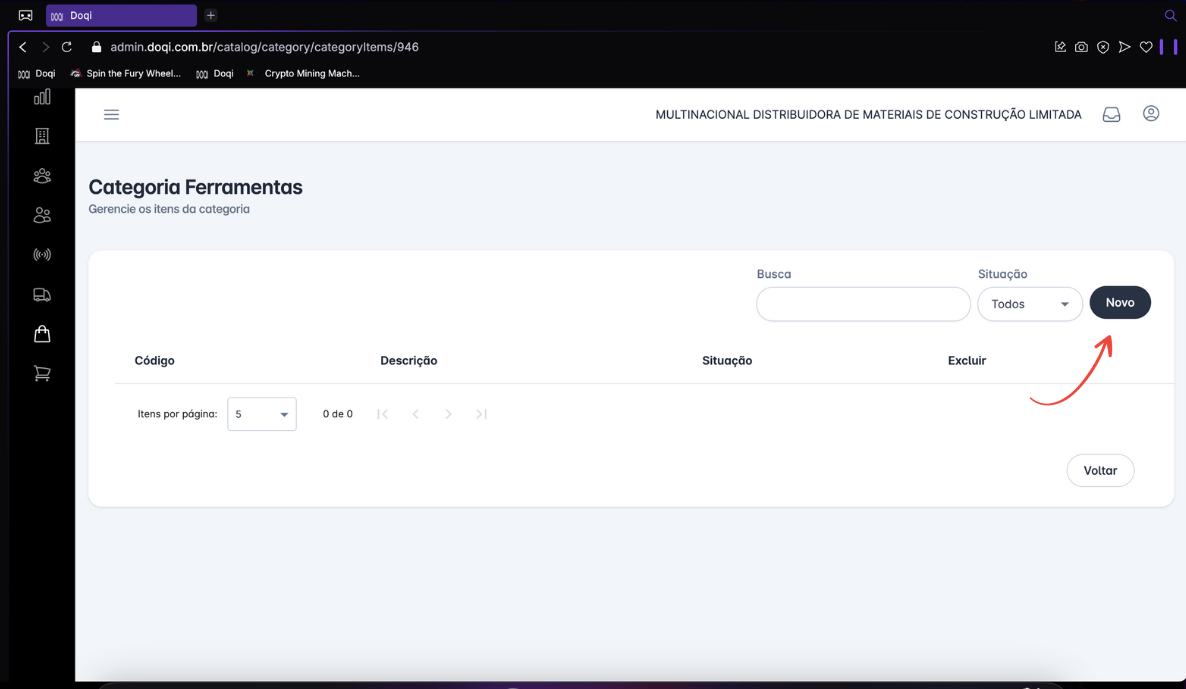 Doqi
admin.doqi.com.br/catalog/category/categoryItems/946
Doqi Spin the Fury Wheel... Doqi Crypto Mining Mach...
MULTINACIONAL DISTRIBUIDORA DE MATERIAIS DE CONSTRUÇÃO LIMITADA
Categoria Ferramentas
Gerencie os itens da categoria
Busca Situação
Todos Novo
Código Descrição Situação Excluir
Itens por página: 5 0 de 0
Voltar